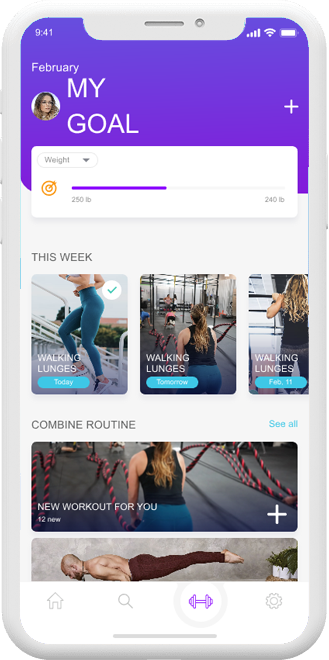 9:41
February
MY
GOAL
Weight
250 lb
240 lb
THIS WEEK
WALKING
LUNGES
Today
WALKING
LUNGES
Tomorrow
WALKING
LUNGES
Feb. 11
COMBINE ROUTINE
See all
NEW WORKOUT FOR YOU
12 new